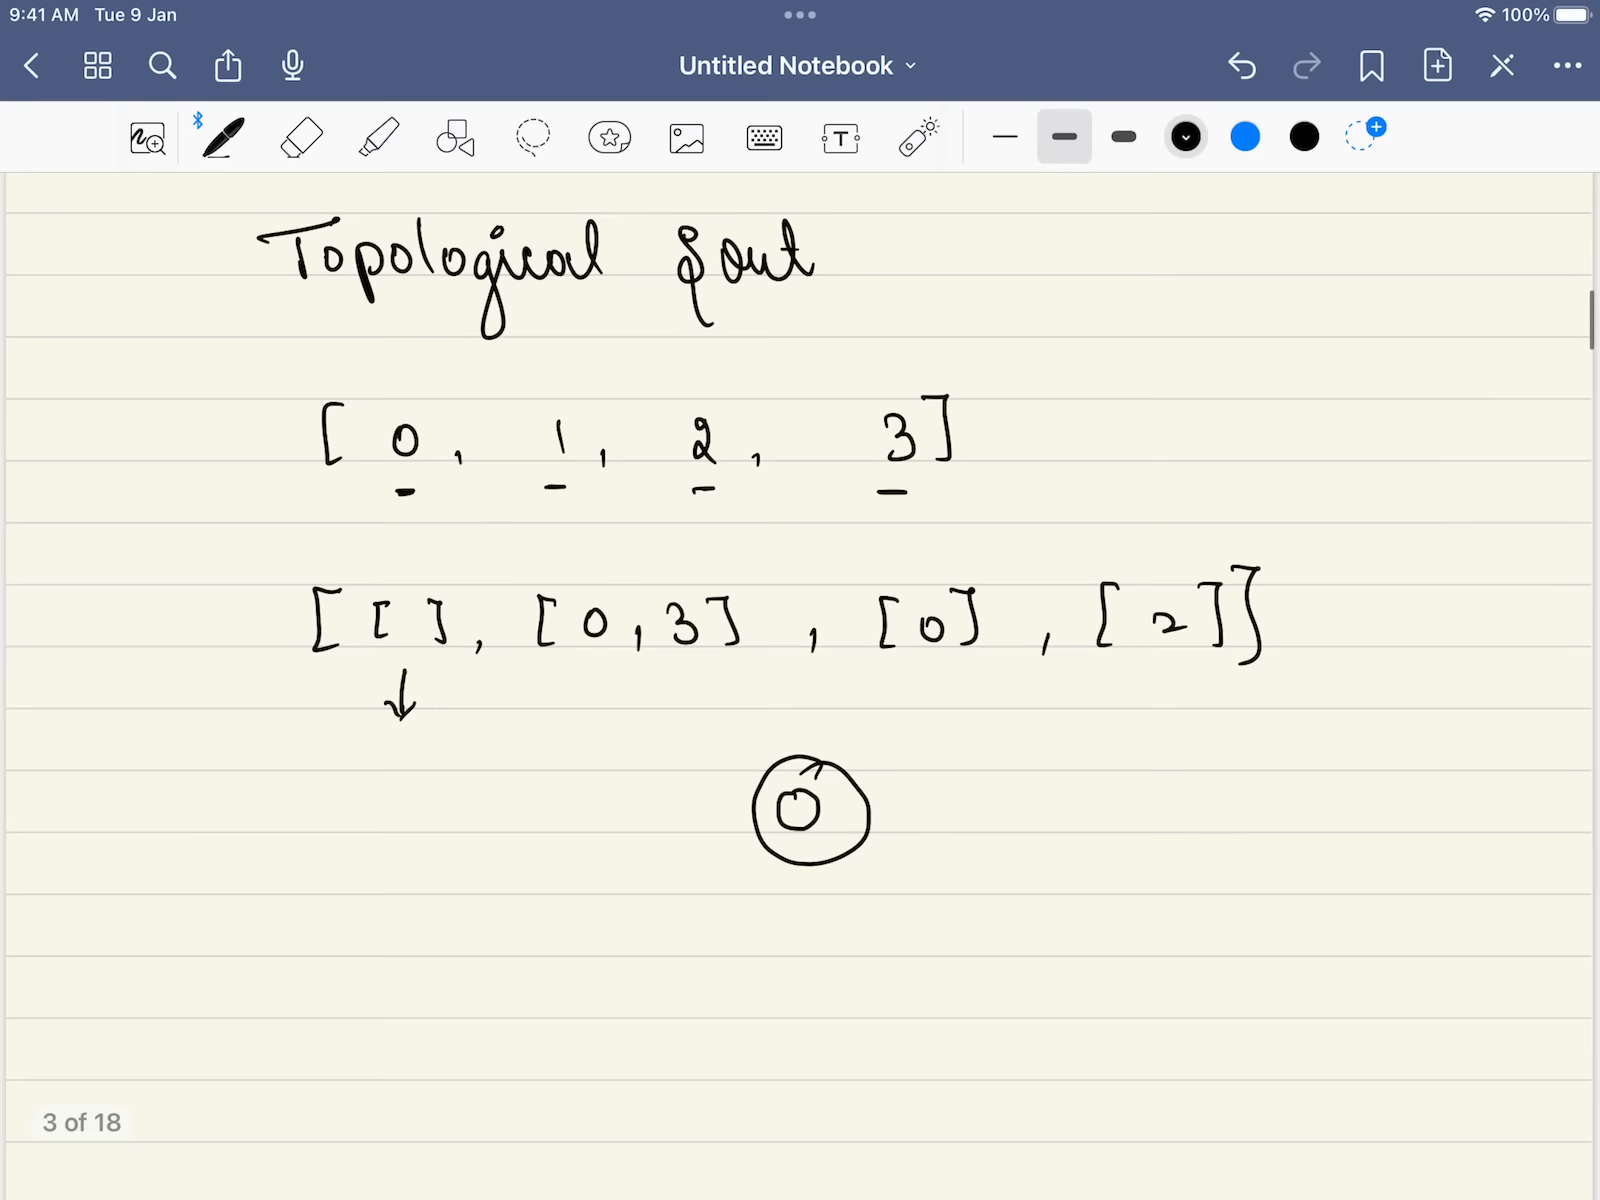 9:41 AM Tue 9 Jan
100%
Untitled Notebook
T
Topological Sort
[ 0, 1, 2, 3 ]
[ [ ], [ 0, 3 ], [ 0 ], [ 2 ] ]
0
3 of 18